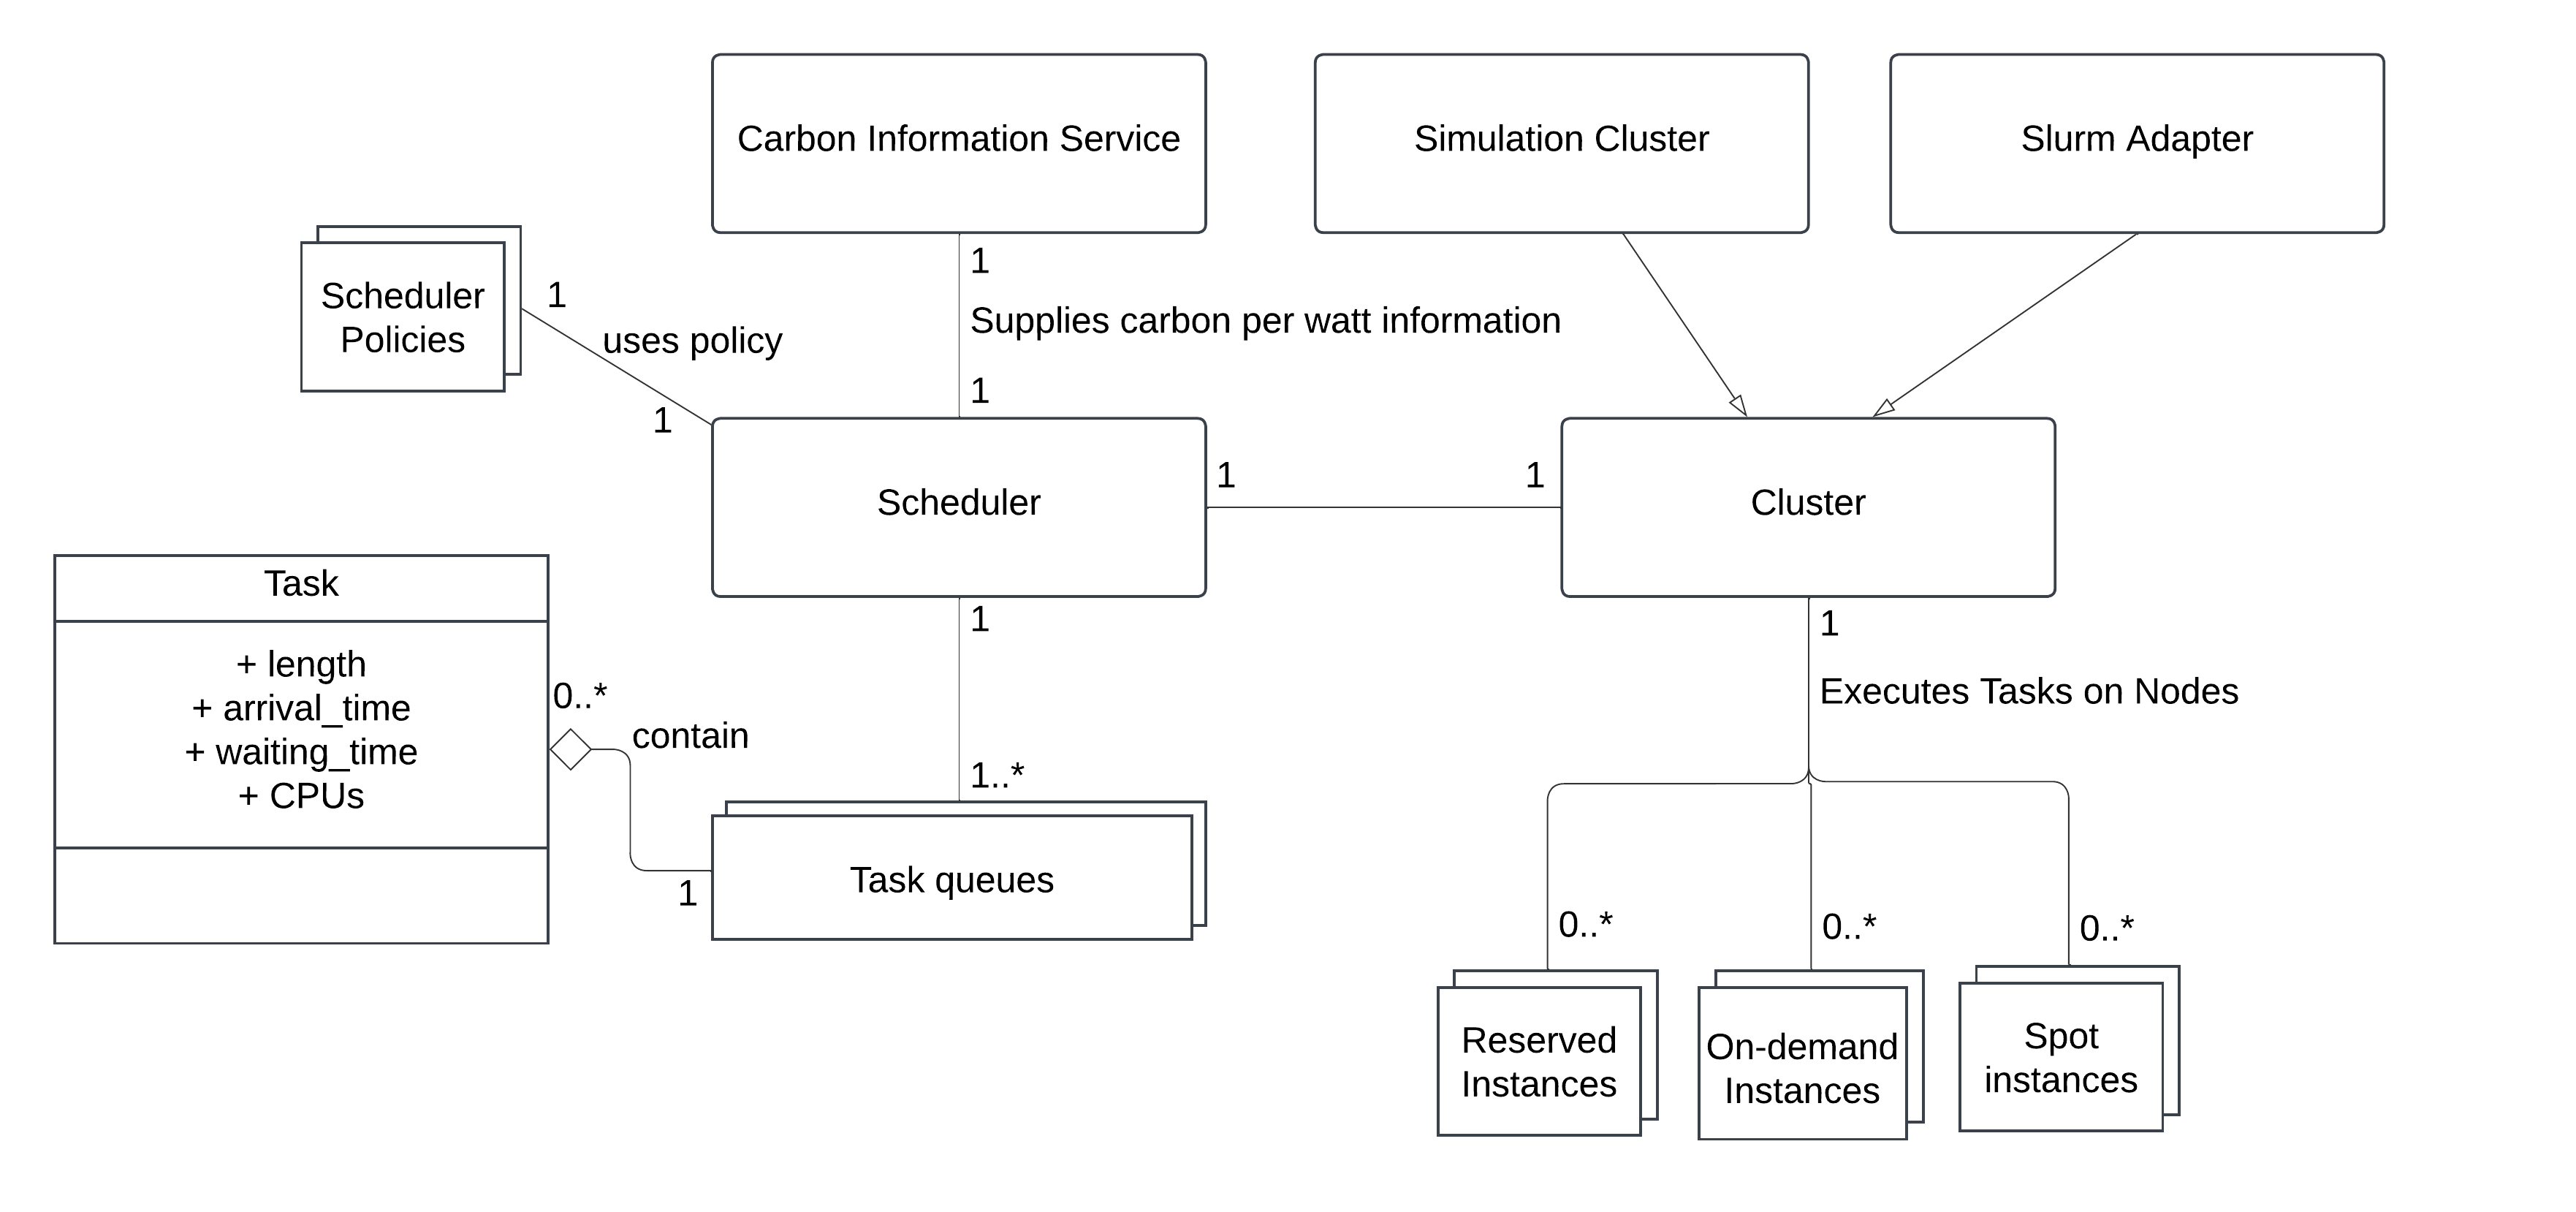 Carbon Information Service
Simulation Cluster
Slurm Adapter
Scheduler
Policies
1
uses policy
1
1
Supplies carbon per watt information
1
Scheduler
1
1
Cluster
Task
+ length
+ arrival_time
+ waiting_time
+ CPUs
0..*
contain
1
1
1..*
Task queues
1
Executes Tasks on Nodes
0..*
0..*
0..*
Reserved
Instances
On-demand
Instances
Spot
instances